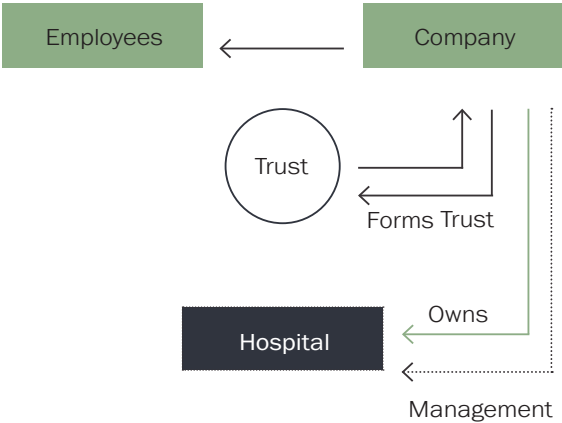 Employees
Company
Trust
Forms Trust
Owns
Hospital
Management